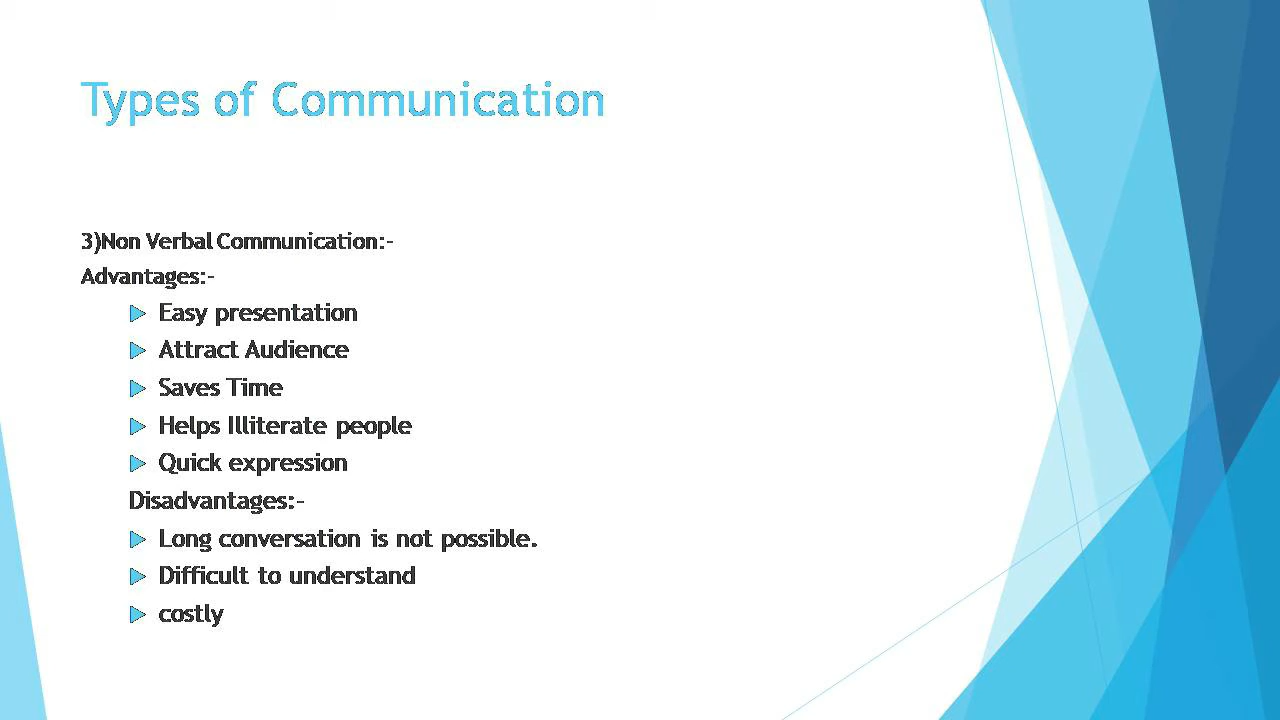 Types of Communication
3)Non Verbal Communication:-
Advantages:-
Easy presentation
Attract Audience
Saves Time
Helps Illiterate people
Quick expression
Disadvantages:-
Long conversation is not possible.
Difficult to understand
costly